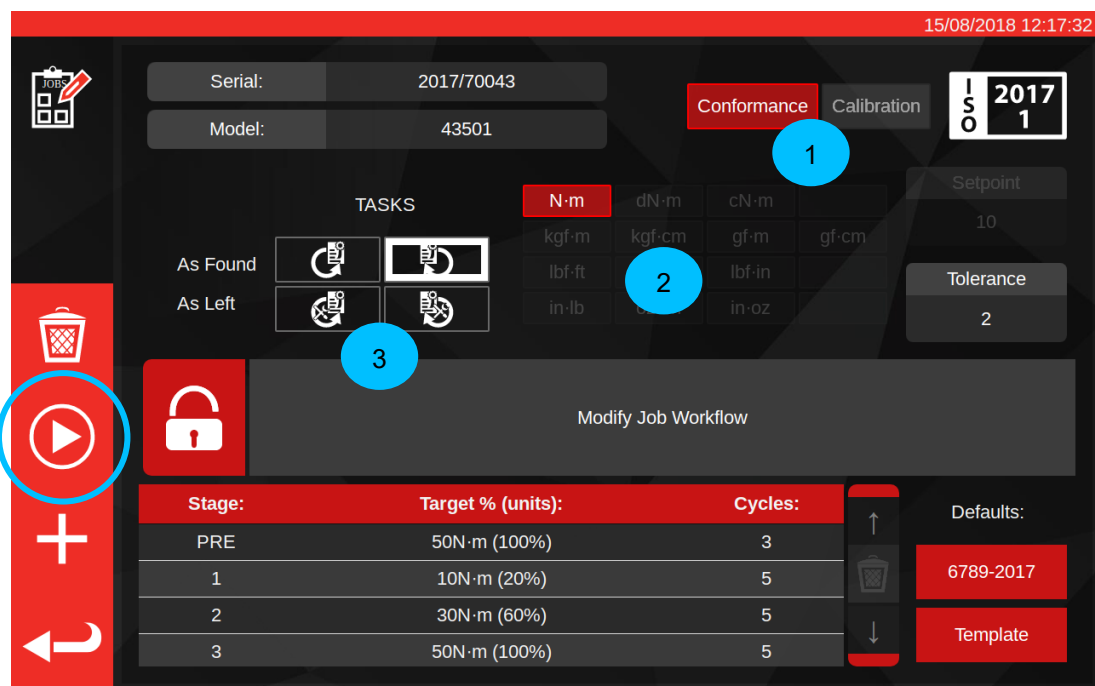 15/08/2018 12:17:32
JOBS
Serial: 2017/70043
Model: 43501
Conformance Calibration
ISO 2017 1
1
Setpoint
10
TASKS
N·m dN·m cN·m
kgf·m kgf·cm gf·m gf·cm
lbf·ft lbf·in
in·lb in·oz
2
As Found
As Left
3
Tolerance
2
Modify Job Workflow
Stage: Target % (units): Cycles:
PRE 50N·m (100%) 3
1 10N·m (20%) 5
2 30N·m (60%) 5
3 50N·m (100%) 5
↑
↓
Defaults:
6789-2017
Template